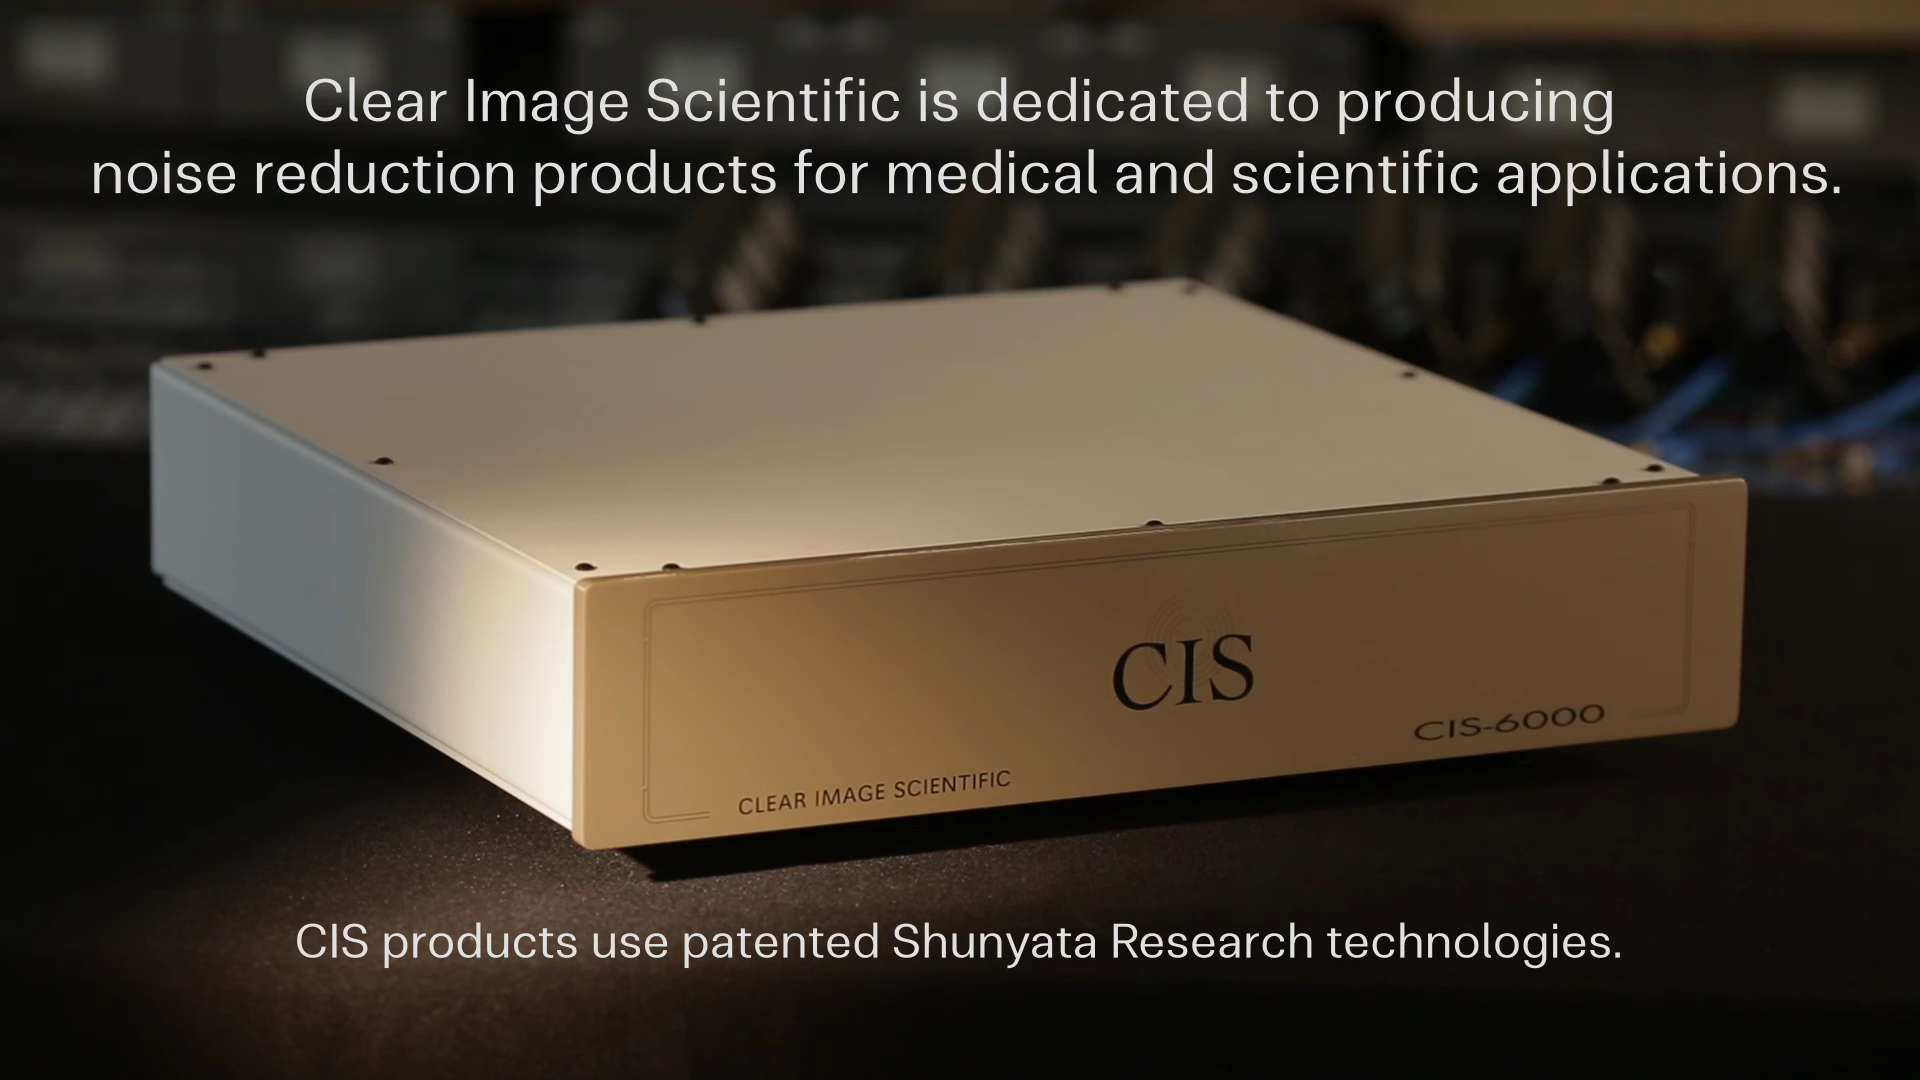 Clear Image Scientific is dedicated to producing
noise reduction products for medical and scientific applications.
CIS
CIS-6000
CLEAR IMAGE SCIENTIFIC
CIS products use patented Shunyata Research technologies.